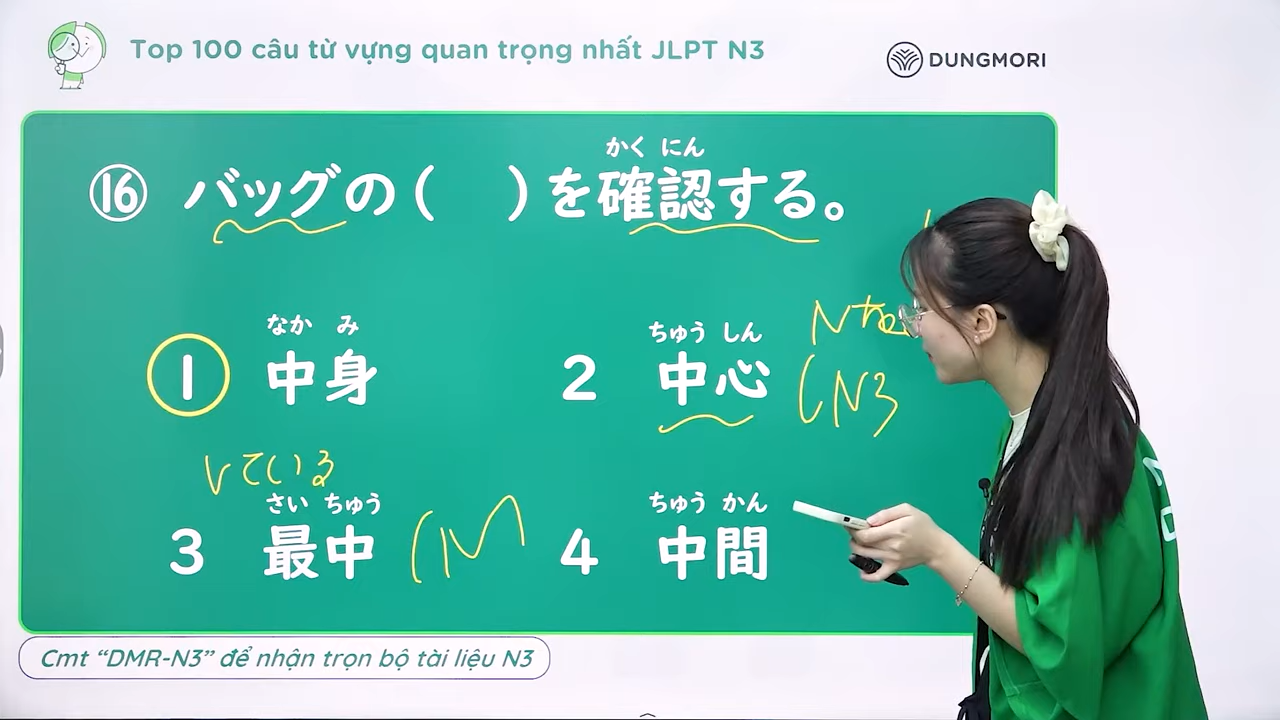 Top 100 câu từ vựng quan trọng nhất JLPT N3
DUNGMORI
かく にん
⑯ バッグの ( ) を確認する。
なか み
1 中身
ちゅう しん
2 中心
N3
Vている
さい ちゅう
3 最中
ちゅう かん
4 中間
Cmt “DMR-N3” để nhận trọn bộ tài liệu N3